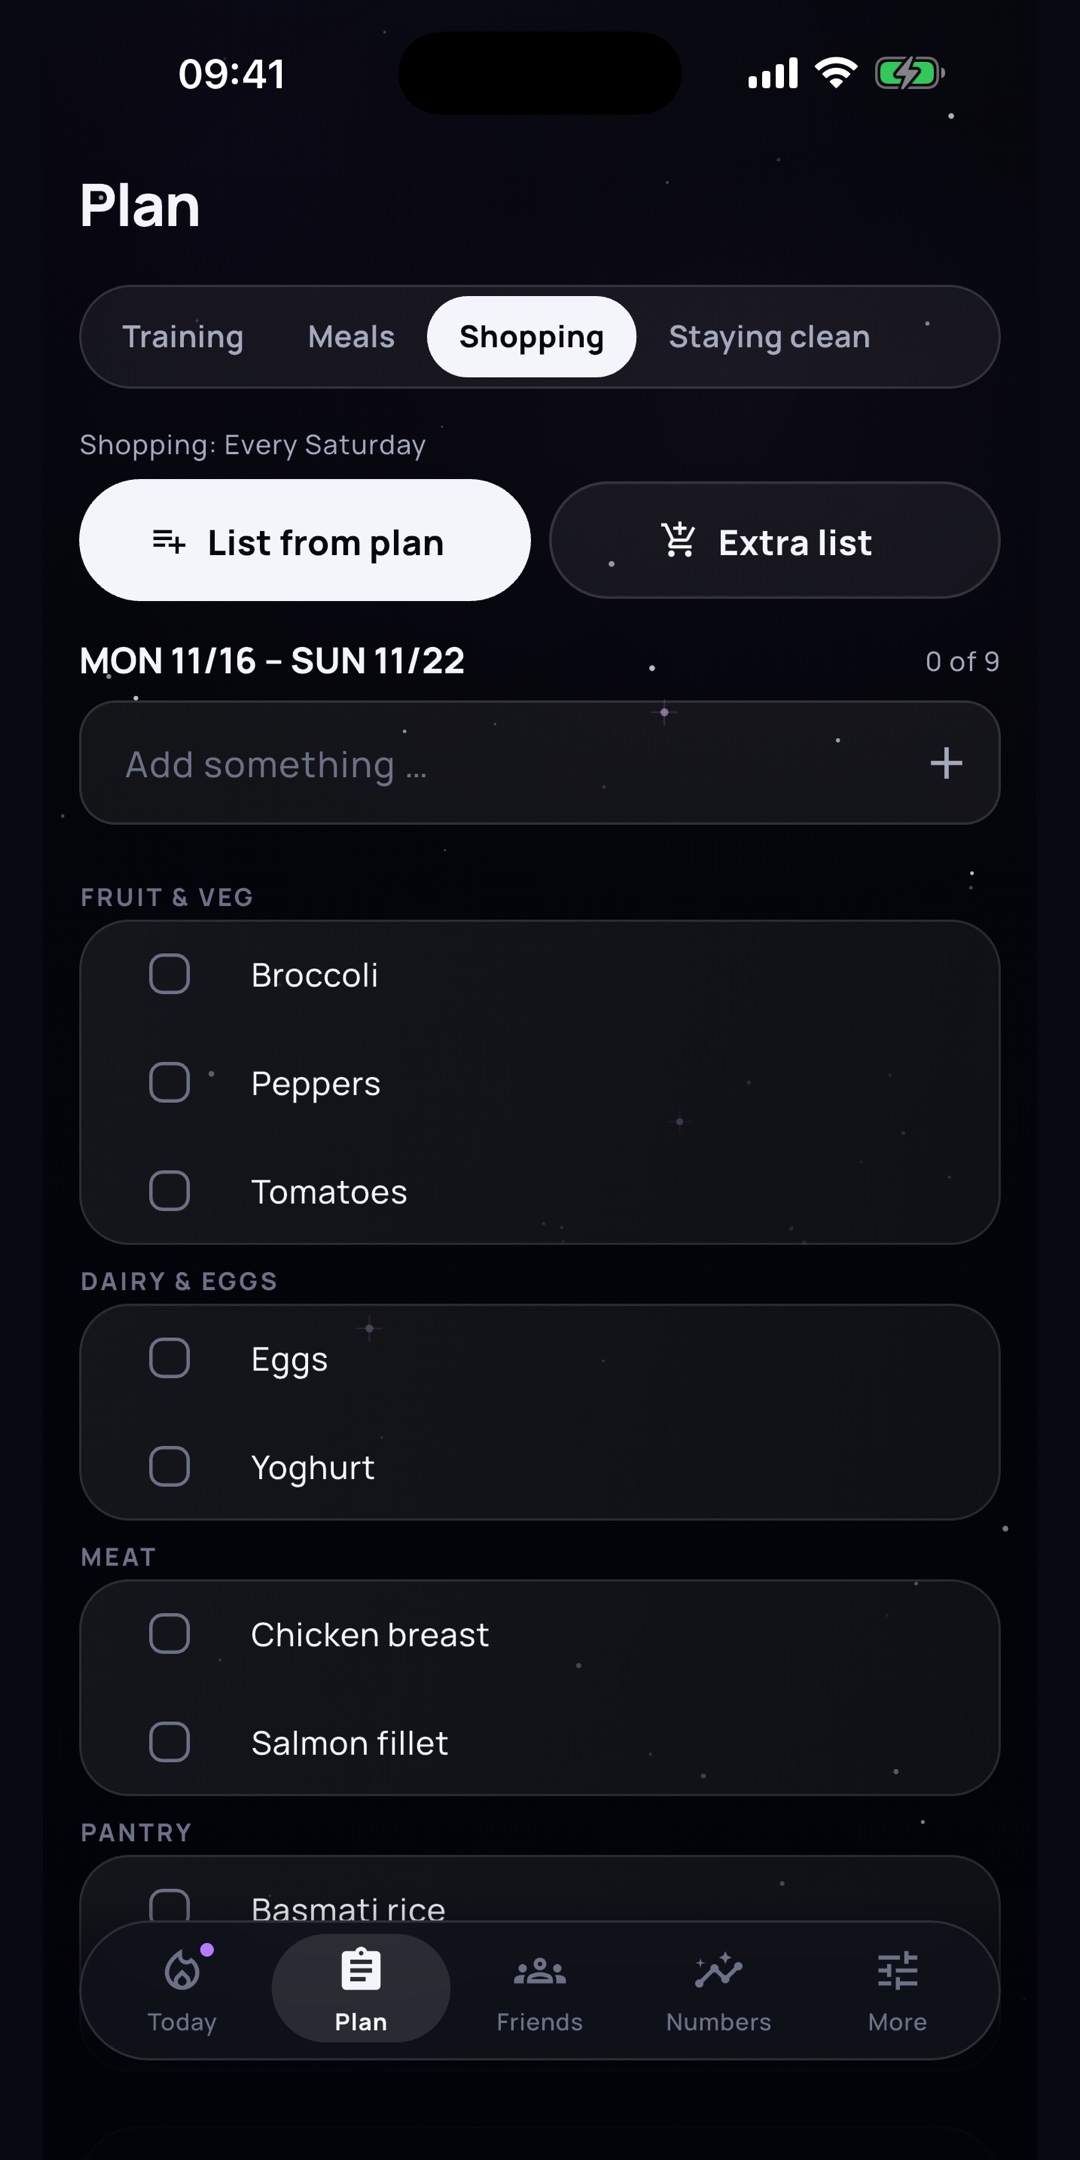 09:41
Plan
Training Meals Shopping Staying clean
Shopping: Every Saturday
List from plan Extra list
MON 11/16 – SUN 11/22 0 of 9
Add something ...
FRUIT & VEG
Broccoli
Peppers
Tomatoes
DAIRY & EGGS
Eggs
Yoghurt
MEAT
Chicken breast
Salmon fillet
PANTRY
Basmati rice
Today Plan Friends Numbers More